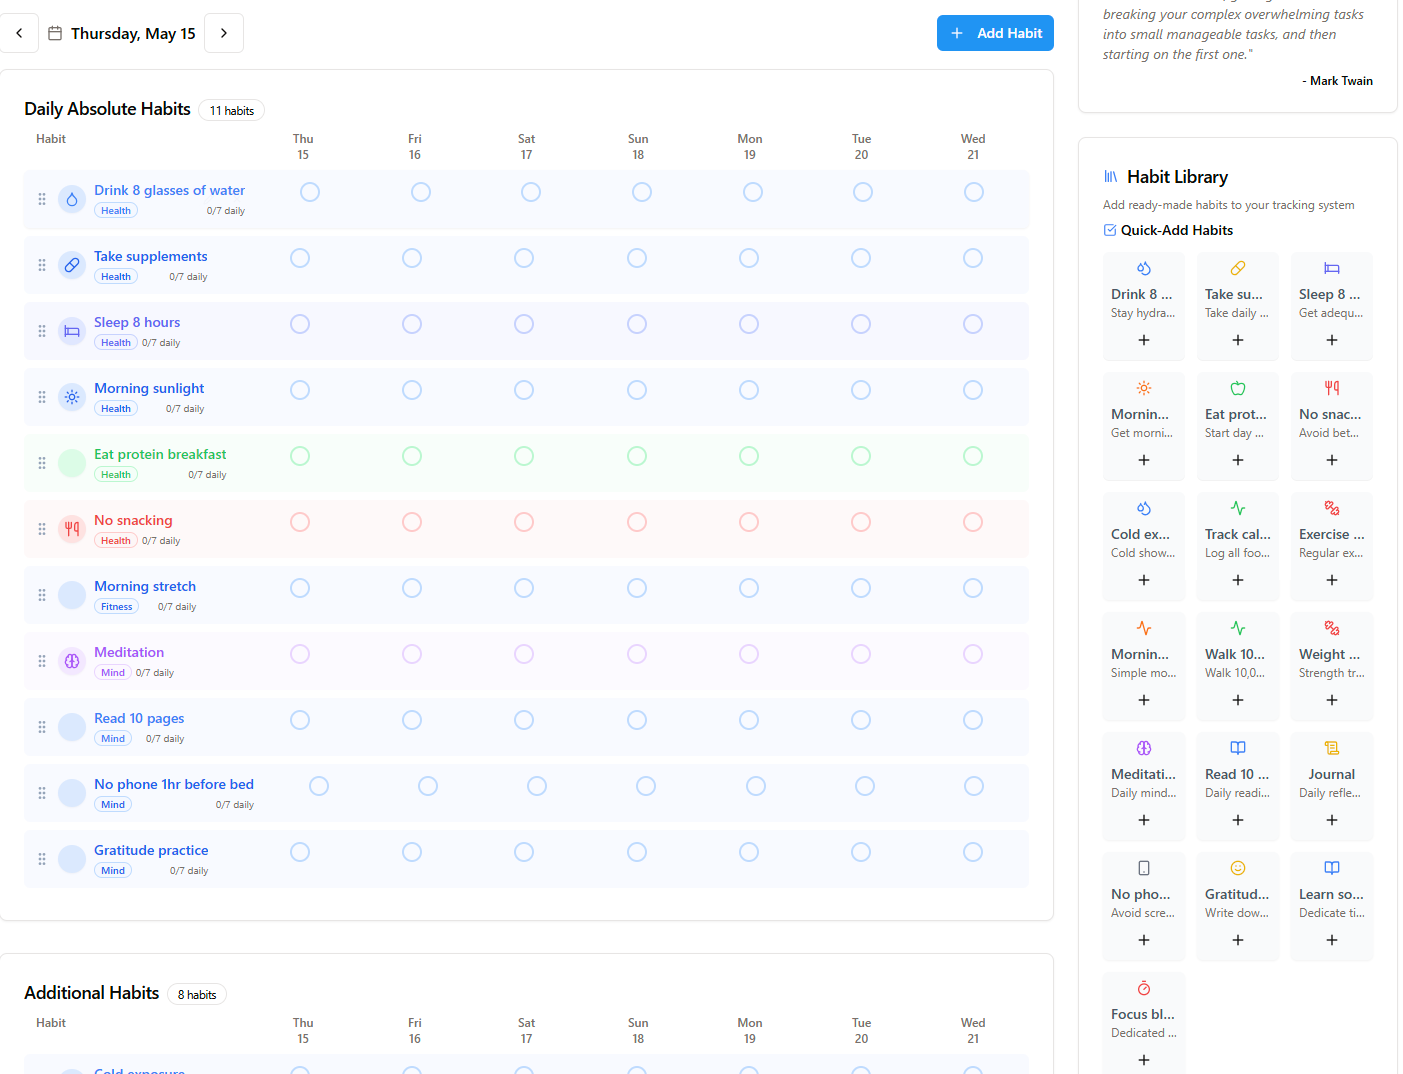 Thursday, May 15
Add Habit
Daily Absolute Habits
11 habits
Habit
Thu Fri Sat Sun Mon Tue Wed
15 16 17 18 19 20 21
Drink 8 glasses of water
Health 0/7 daily
Take supplements
Health 0/7 daily
Sleep 8 hours
Health 0/7 daily
Morning sunlight
Health 0/7 daily
Eat protein breakfast
Health 0/7 daily
No snacking
Health 0/7 daily
Morning stretch
Fitness 0/7 daily
Meditation
Mind 0/7 daily
Read 10 pages
Mind 0/7 daily
No phone 1hr before bed
Mind 0/7 daily
Gratitude practice
Mind 0/7 daily
Additional Habits
8 habits
Habit
Thu Fri Sat Sun Mon Tue Wed
15 16 17 18 19 20 21
Cold exposure
breaking your complex overwhelming tasks
into small manageable tasks, and then
starting on the first one."
- Mark Twain
Habit Library
Add ready-made habits to your tracking system
Quick-Add Habits
Drink 8 ... Take su... Sleep 8 ...
Stay hydra... Take daily ... Get adequ...
Mornin... Eat prot... No snac...
Get morni... Start day ... Avoid bet...
Cold ex... Track cal... Exercise ...
Cold show... Log all foo... Regular ex...
Mornin... Walk 10... Weight ...
Simple mo... Walk 10,0... Strength tr...
Meditati... Read 10 ... Journal
Daily mind... Daily readi... Daily refle...
No pho... Gratitud... Learn so...
Avoid scre... Write dow... Dedicate ti...
Focus bl...
Dedicated ...